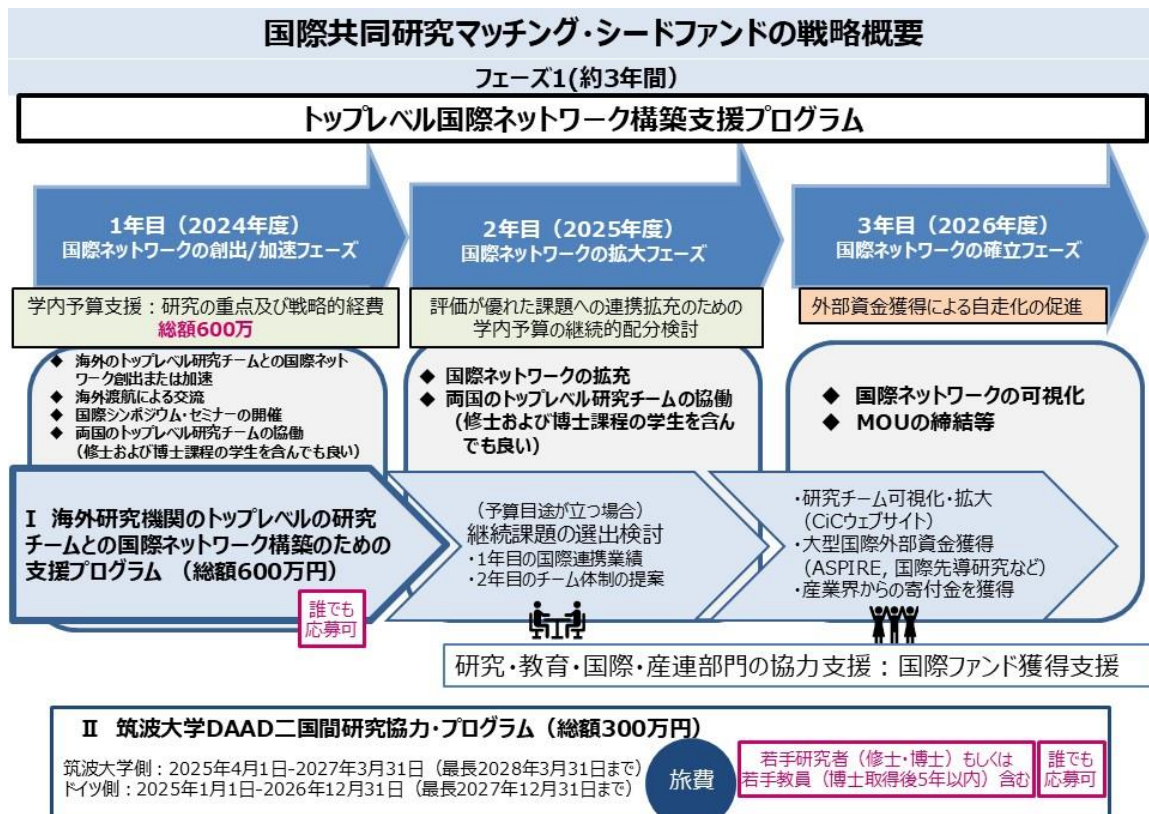 国際共同研究マッチング・シードファンドの戦略概要
フェーズ1(約3年間）
トップレベル国際ネットワーク構築支援プログラム
1年目（2024年度）
国際ネットワークの創出/加速フェーズ
2年目（2025年度）
国際ネットワークの拡大フェーズ
3年目（2026年度）
国際ネットワークの確立フェーズ
学内予算支援：研究の重点及び戦略的経費
総額600万
評価が優れた課題への連携拡充のための
学内予算の継続的配分検討
外部資金獲得による自走化の促進
◆ 海外のトップレベル研究チームとの国際ネット
ワーク創出または加速
◆ 海外渡航による交流
◆ 国際シンポジウム・セミナーの開催
◆ 両国のトップレベル研究チームの協働
（修士および博士課程の学生を含んでも良い）
◆ 国際ネットワークの拡充
◆ 両国のトップレベル研究チームの協働
（修士および博士課程の学生を含ん
でも良い）
◆ 国際ネットワークの可視化
◆ MOUの締結等
Ⅰ 海外研究機関のトップレベルの研究
チームとの国際ネットワーク構築のための
支援プログラム （総額600万円）
誰でも
応募可
（予算目途が立つ場合）
継続課題の選出検討
・1年目の国際連携業績
・2年目のチーム体制の提案
・研究チーム可視化・拡大
（CiCウェブサイト）
・大型国際外部資金獲得
（ASPIRE, 国際先導研究など）
・産業界からの寄付金を獲得
研究・教育・国際・産連部門の協力支援：国際ファンド獲得支援
Ⅱ 筑波大学DAAD二国間研究協力・プログラム（総額300万円）
筑波大学側：2025年4月1日-2027年3月31日（最長2028年3月31日まで）
ドイツ側：2025年1月1日-2026年12月31日（最長2027年12月31日まで）
旅費
若手研究者（修士・博士）もしくは
若手教員（博士取得後5年以内）含む
誰でも
応募可